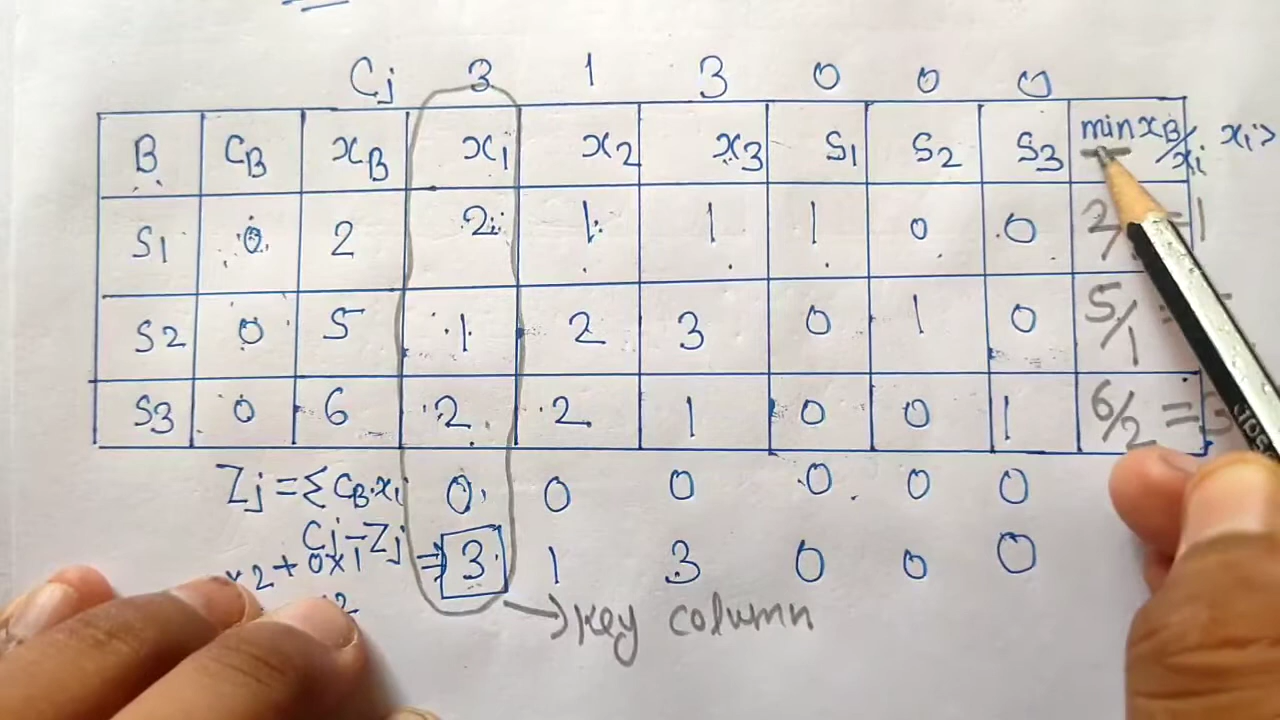 Cj 3 1 3 0 0 0
B CB xB x1 x2 x3 S1 S2 S3 min xB/xi xi>
S1 0 2 2 1 1 1 0 0 2/ =1
S2 0 5 1 2 3 0 1 0 5/1
S3 0 6 2 2 1 0 0 1 6/2 =3
Zj = Σ CB.xi 0 0 0 0 0 0
Cj-Zj ⇒ 3 1 3 0 0 0
x2 + 0x1
→ key column